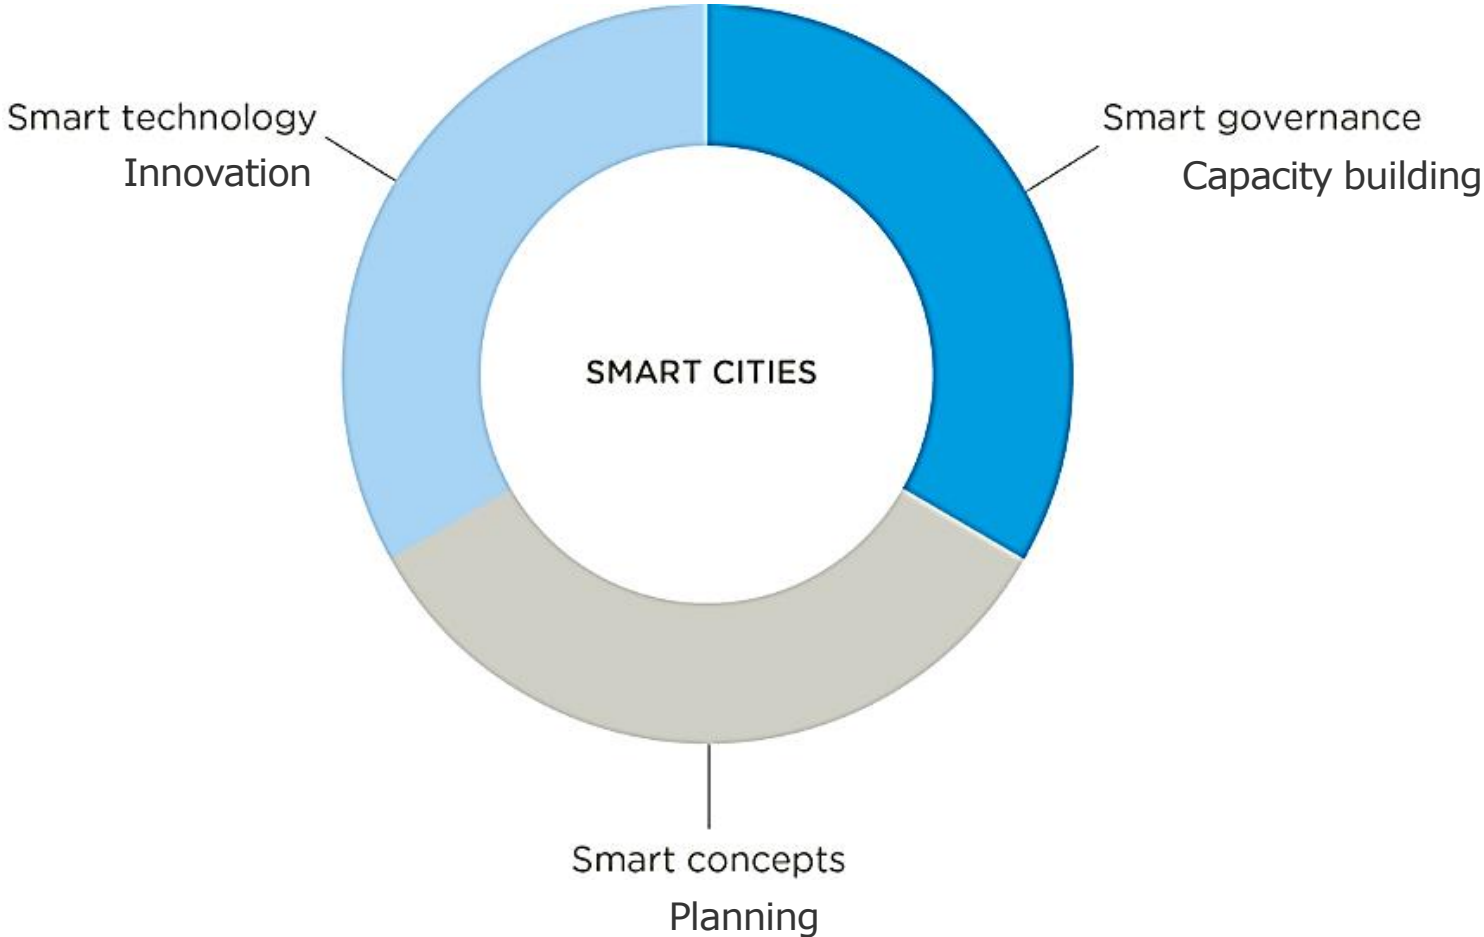 Smart technology
Innovation
Smart governance
Capacity building
SMART CITIES
Smart concepts
Planning